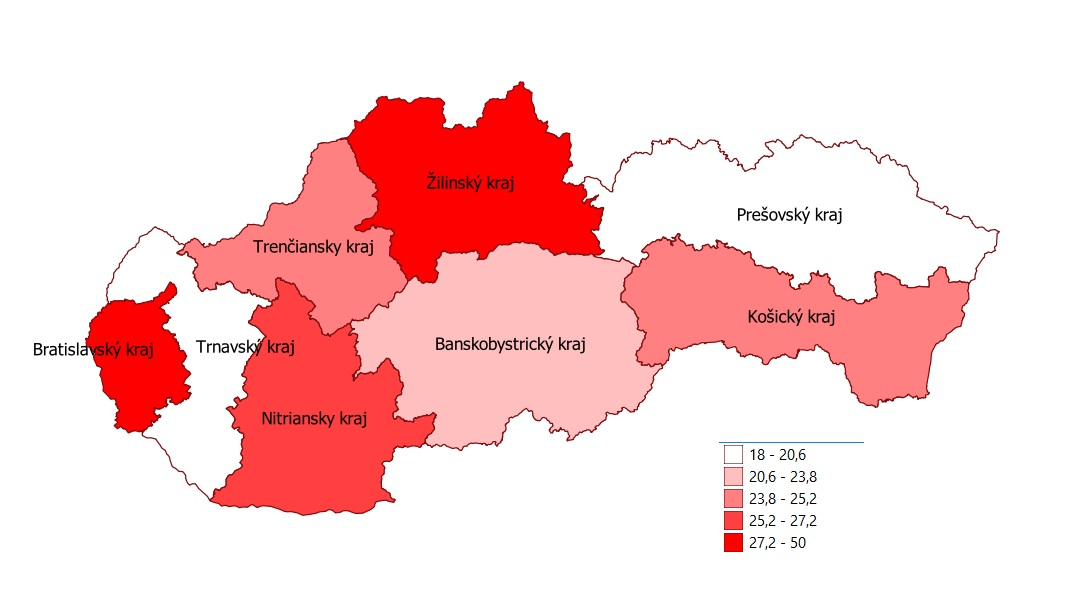 Žilinský kraj
Prešovský kraj
Trenčiansky kraj
Košický kraj
Bratislavský kraj
Trnavský kraj
Banskobystrický kraj
Nitriansky kraj
18 - 20,6
20,6 - 23,8
23,8 - 25,2
25,2 - 27,2
27,2 - 50